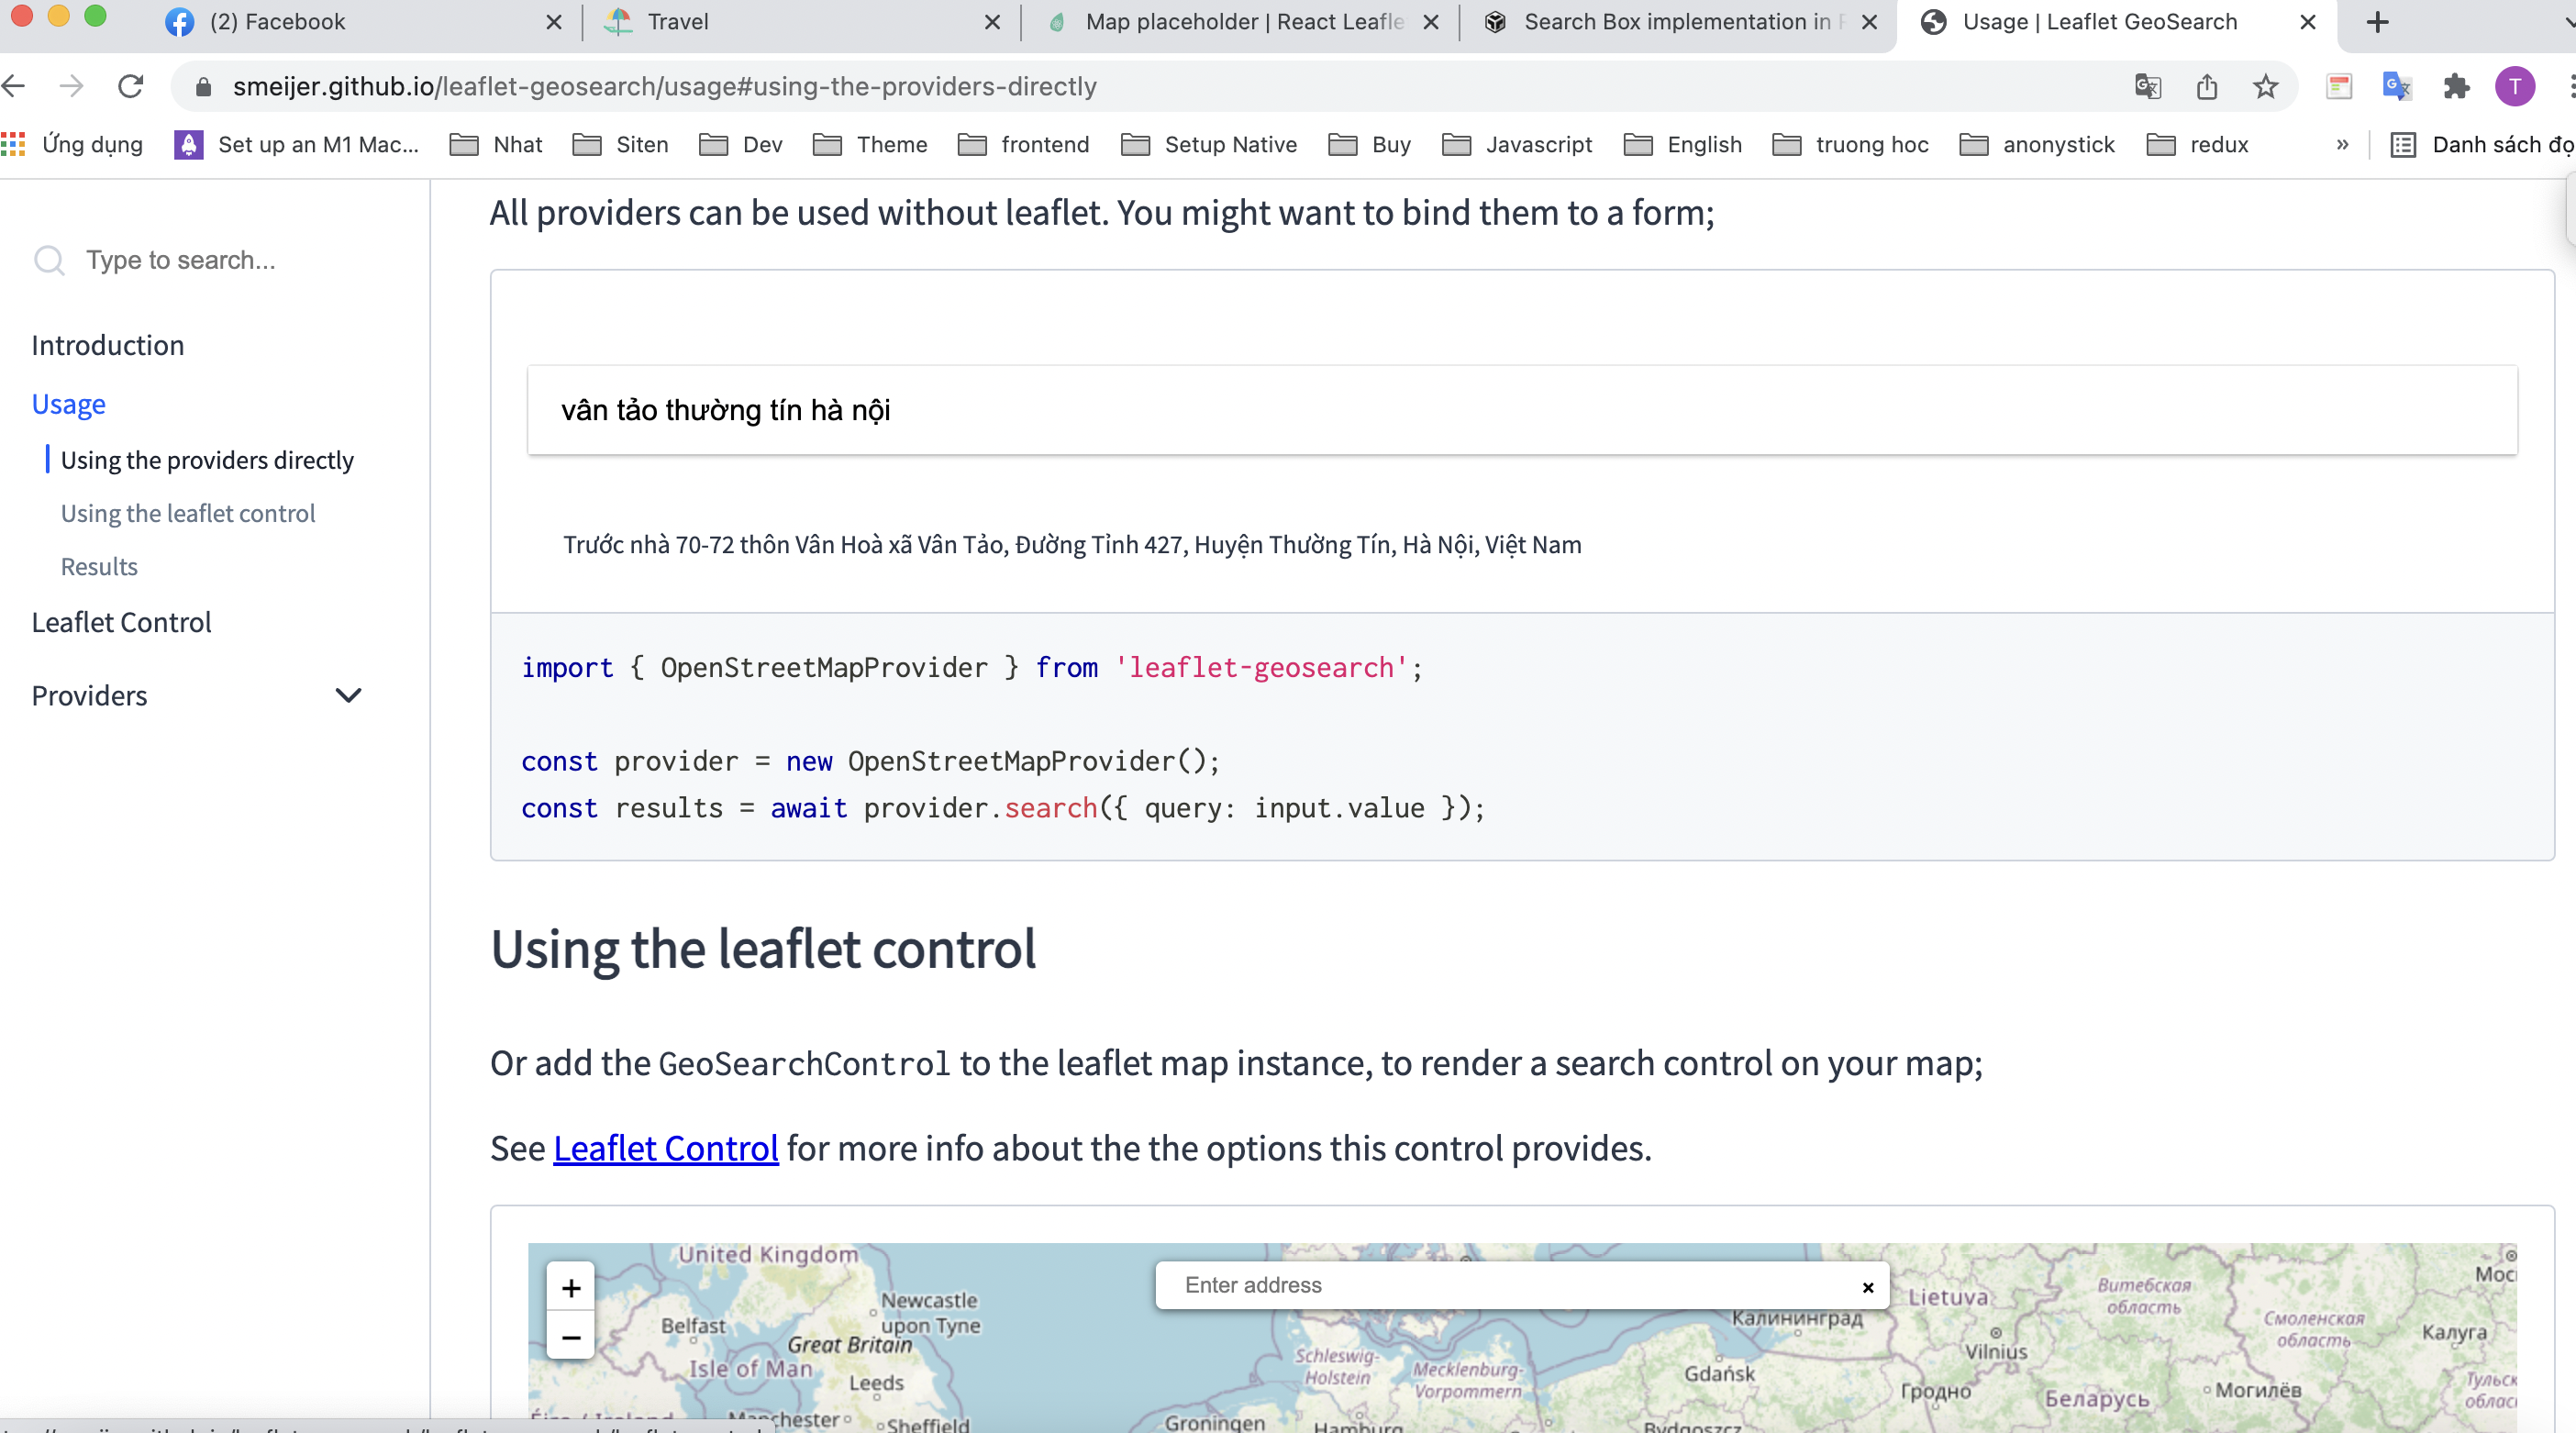 (2) Facebook
Travel
Map placeholder | React Leafle
Search Box implementation in
Usage | Leaflet GeoSearch
smeijer.github.io/leaflet-geosearch/usage#using-the-providers-directly
T
Ứng dụng
Set up an M1 Mac...
Nhat
Siten
Dev
Theme
frontend
Setup Native
Buy
Javascript
English
truong hoc
anonystick
redux
»
Danh sách đọ
Type to search...
Introduction
Usage
Using the providers directly
Using the leaflet control
Results
Leaflet Control
Providers
All providers can be used without leaflet. You might want to bind them to a form;
vân tảo thường tín hà nội
Trước nhà 70-72 thôn Vân Hoà xã Vân Tảo, Đường Tỉnh 427, Huyện Thường Tín, Hà Nội, Việt Nam
import { OpenStreetMapProvider } from 'leaflet-geosearch';
const provider = new OpenStreetMapProvider();
const results = await provider.search({ query: input.value });
Using the leaflet control
Or add the GeoSearchControl to the leaflet map instance, to render a search control on your map;
See Leaflet Control for more info about the the options this control provides.
+
−
Enter address
×
United Kingdom
Newcastle
upon Tyne
Belfast
Great Britain
Isle of Man
Leeds
Manchester
Sheffield
Groningen
Schleswig-
Holstein
Hamburg
Mecklenburg-
Vorpommern
Калининград
Gdańsk
Bydgoszcz
Lietuva
Vilnius
Гродно
Беларусь
Витебская
область
Смоленская
область
Могилёв
Калуга
Мос
Тульск
облас